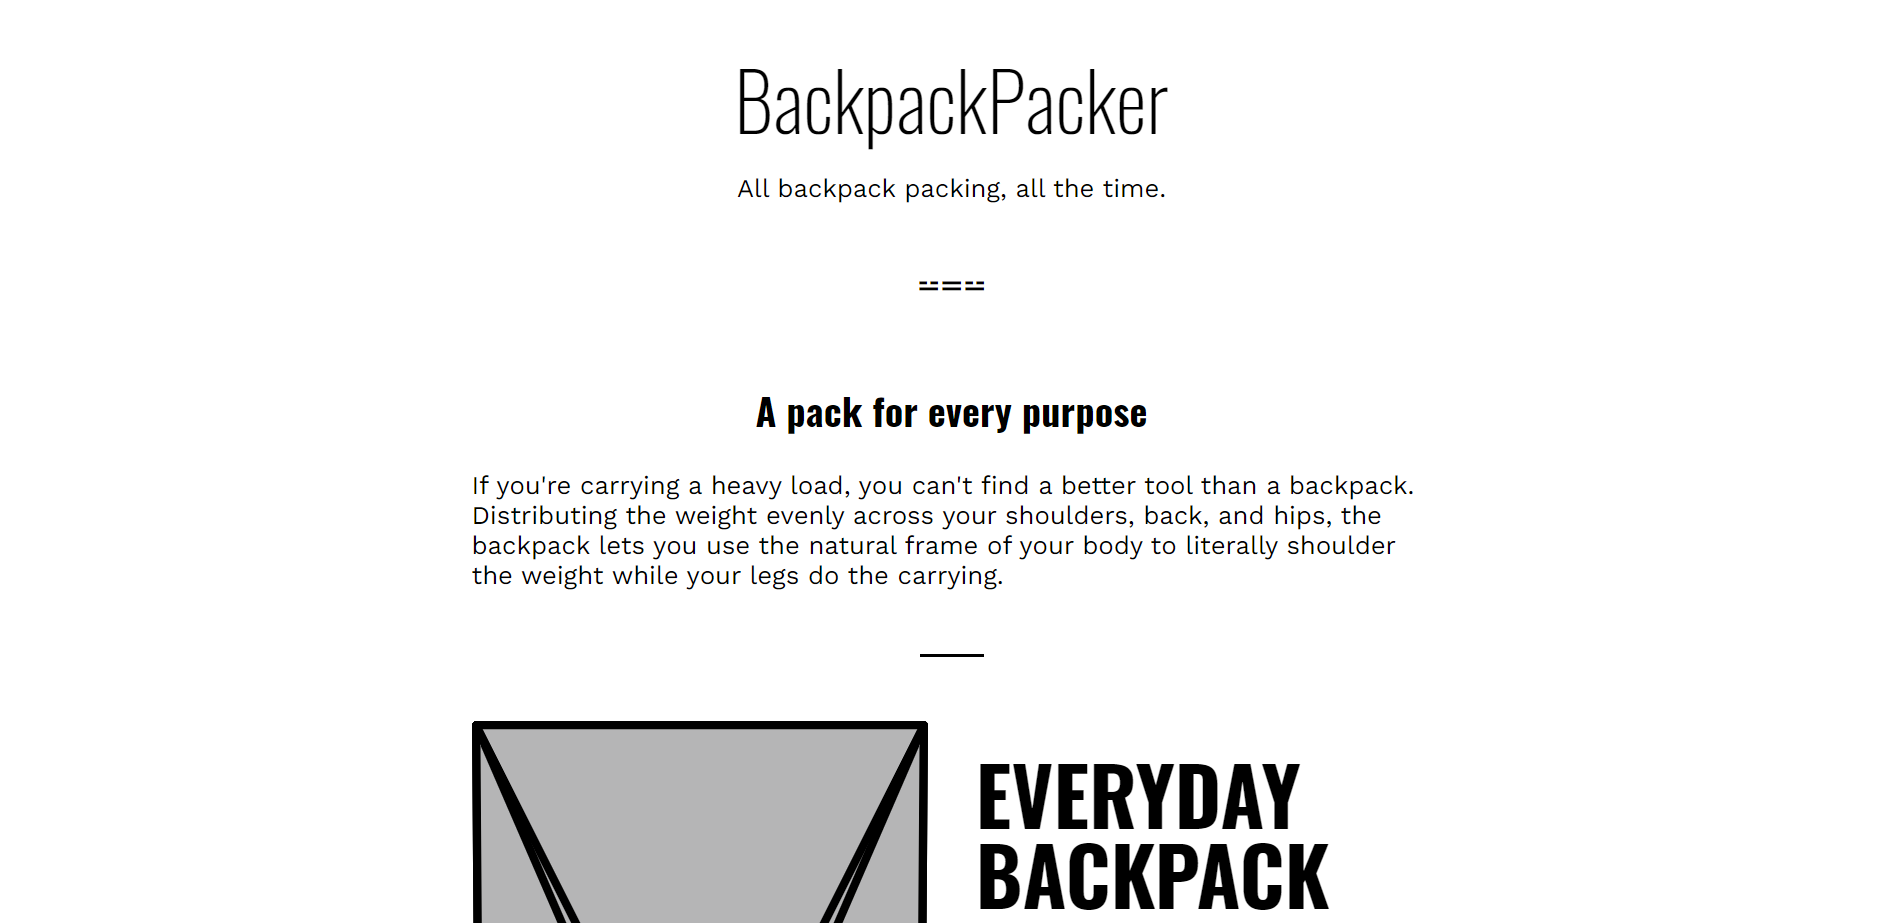 BackpackPacker
All backpack packing, all the time.
A pack for every purpose
If you're carrying a heavy load, you can't find a better tool than a backpack.
Distributing the weight evenly across your shoulders, back, and hips, the
backpack lets you use the natural frame of your body to literally shoulder
the weight while your legs do the carrying.
EVERYDAY
BACKPACK